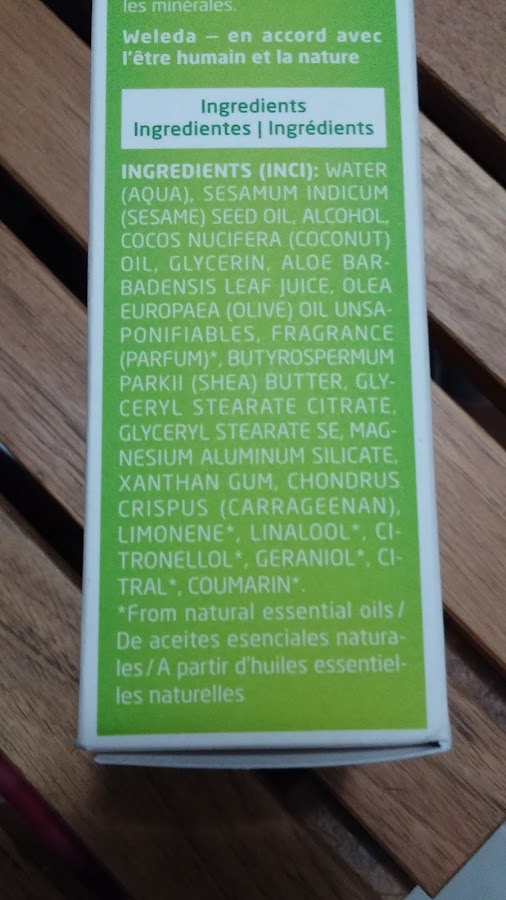 les minérales.
Weleda – en accord avec
l'être humain et la nature
Ingredients
Ingredientes | Ingrédients
INGREDIENTS (INCI): WATER
(AQUA), SESAMUM INDICUM
(SESAME) SEED OIL, ALCOHOL,
COCOS NUCIFERA (COCONUT)
OIL, GLYCERIN, ALOE BAR-
BADENSIS LEAF JUICE, OLEA
EUROPAEA (OLIVE) OIL UNSA-
PONIFIABLES, FRAGRANCE
(PARFUM)*, BUTYROSPERMUM
PARKII (SHEA) BUTTER, GLY-
CERYL STEARATE CITRATE,
GLYCERYL STEARATE SE, MAG-
NESIUM ALUMINUM SILICATE,
XANTHAN GUM, CHONDRUS
CRISPUS (CARRAGEENAN),
LIMONENE*, LINALOOL*, CI-
TRONELLOL*, GERANIOL*, CI-
TRAL*, COUMARIN*.
*From natural essential oils /
De aceites esenciales natura-
les / A partir d'huiles essentiel-
les naturelles